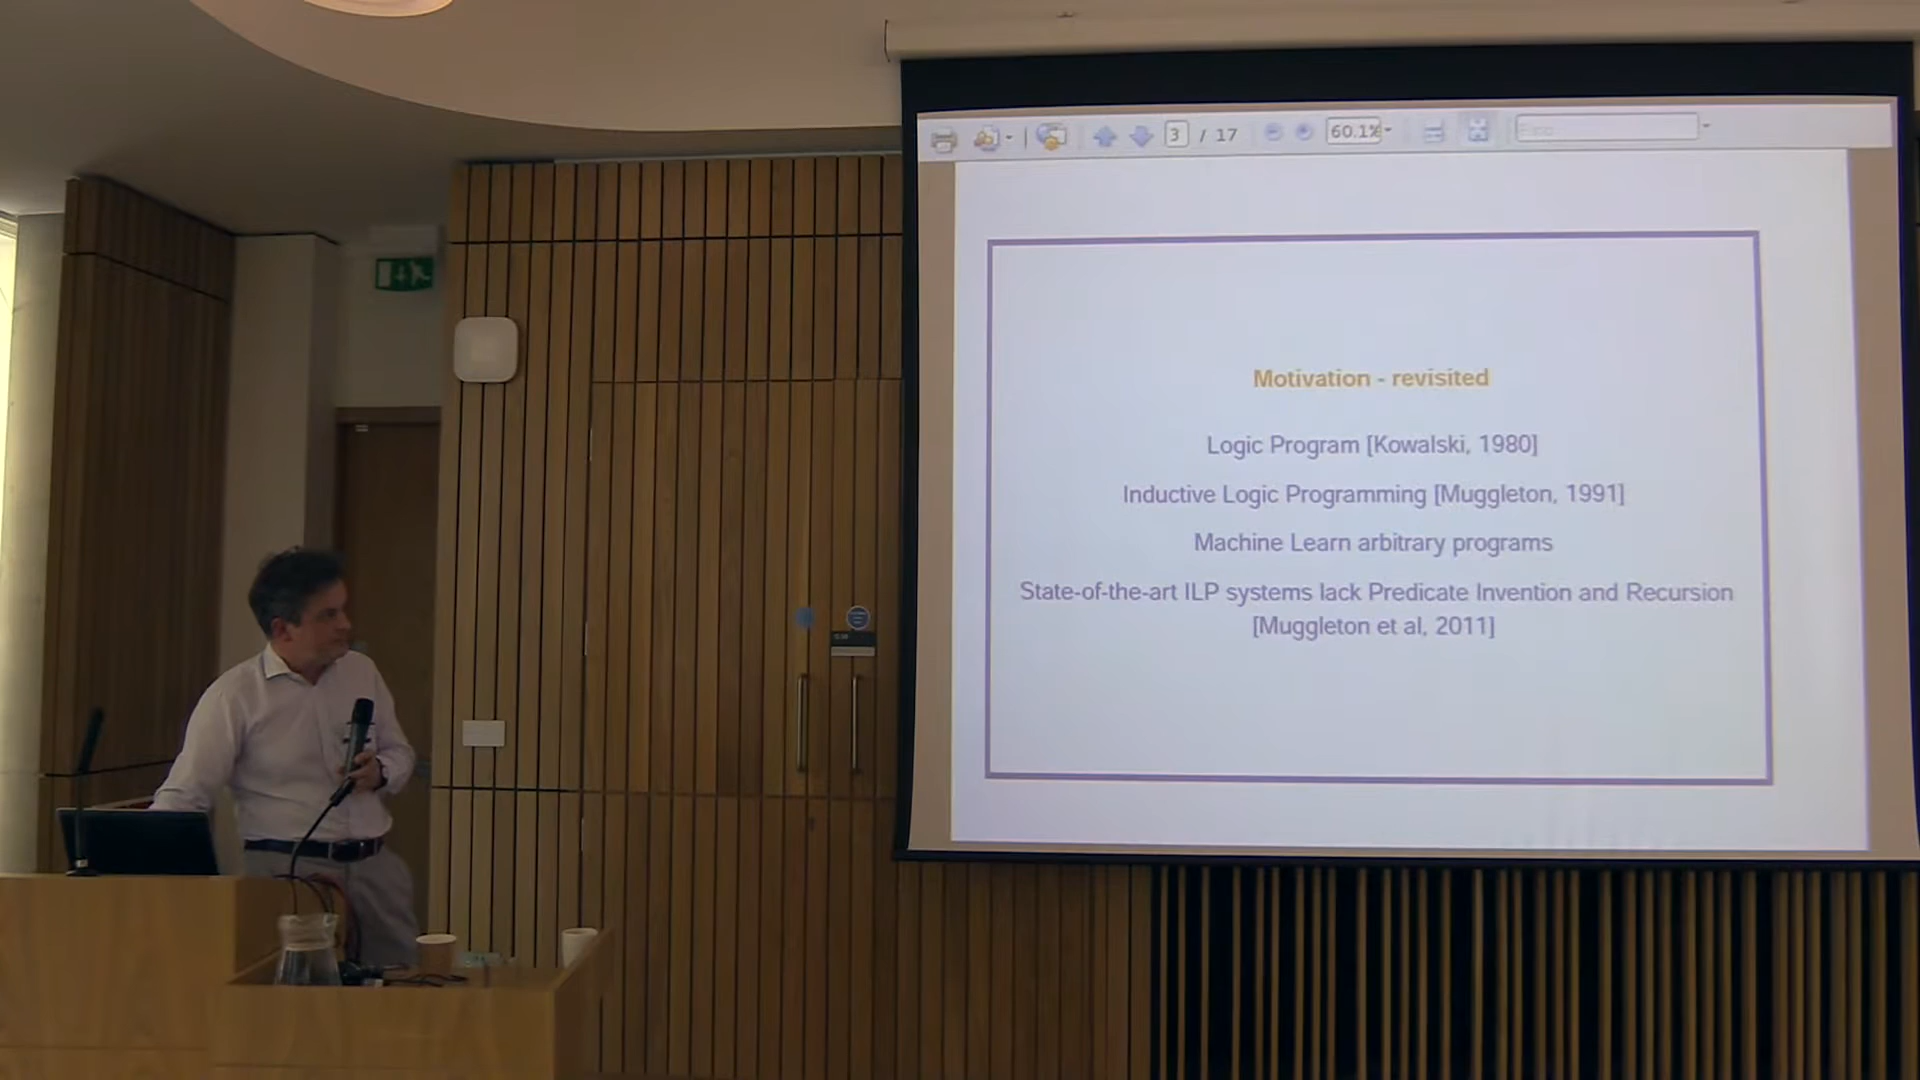 3 / 17
60.1%
Motivation - revisited
Logic Program [Kowalski, 1980]
Inductive Logic Programming [Muggleton, 1991]
Machine Learn arbitrary programs
State-of-the-art ILP systems lack Predicate Invention and Recursion
[Muggleton et al, 2011]